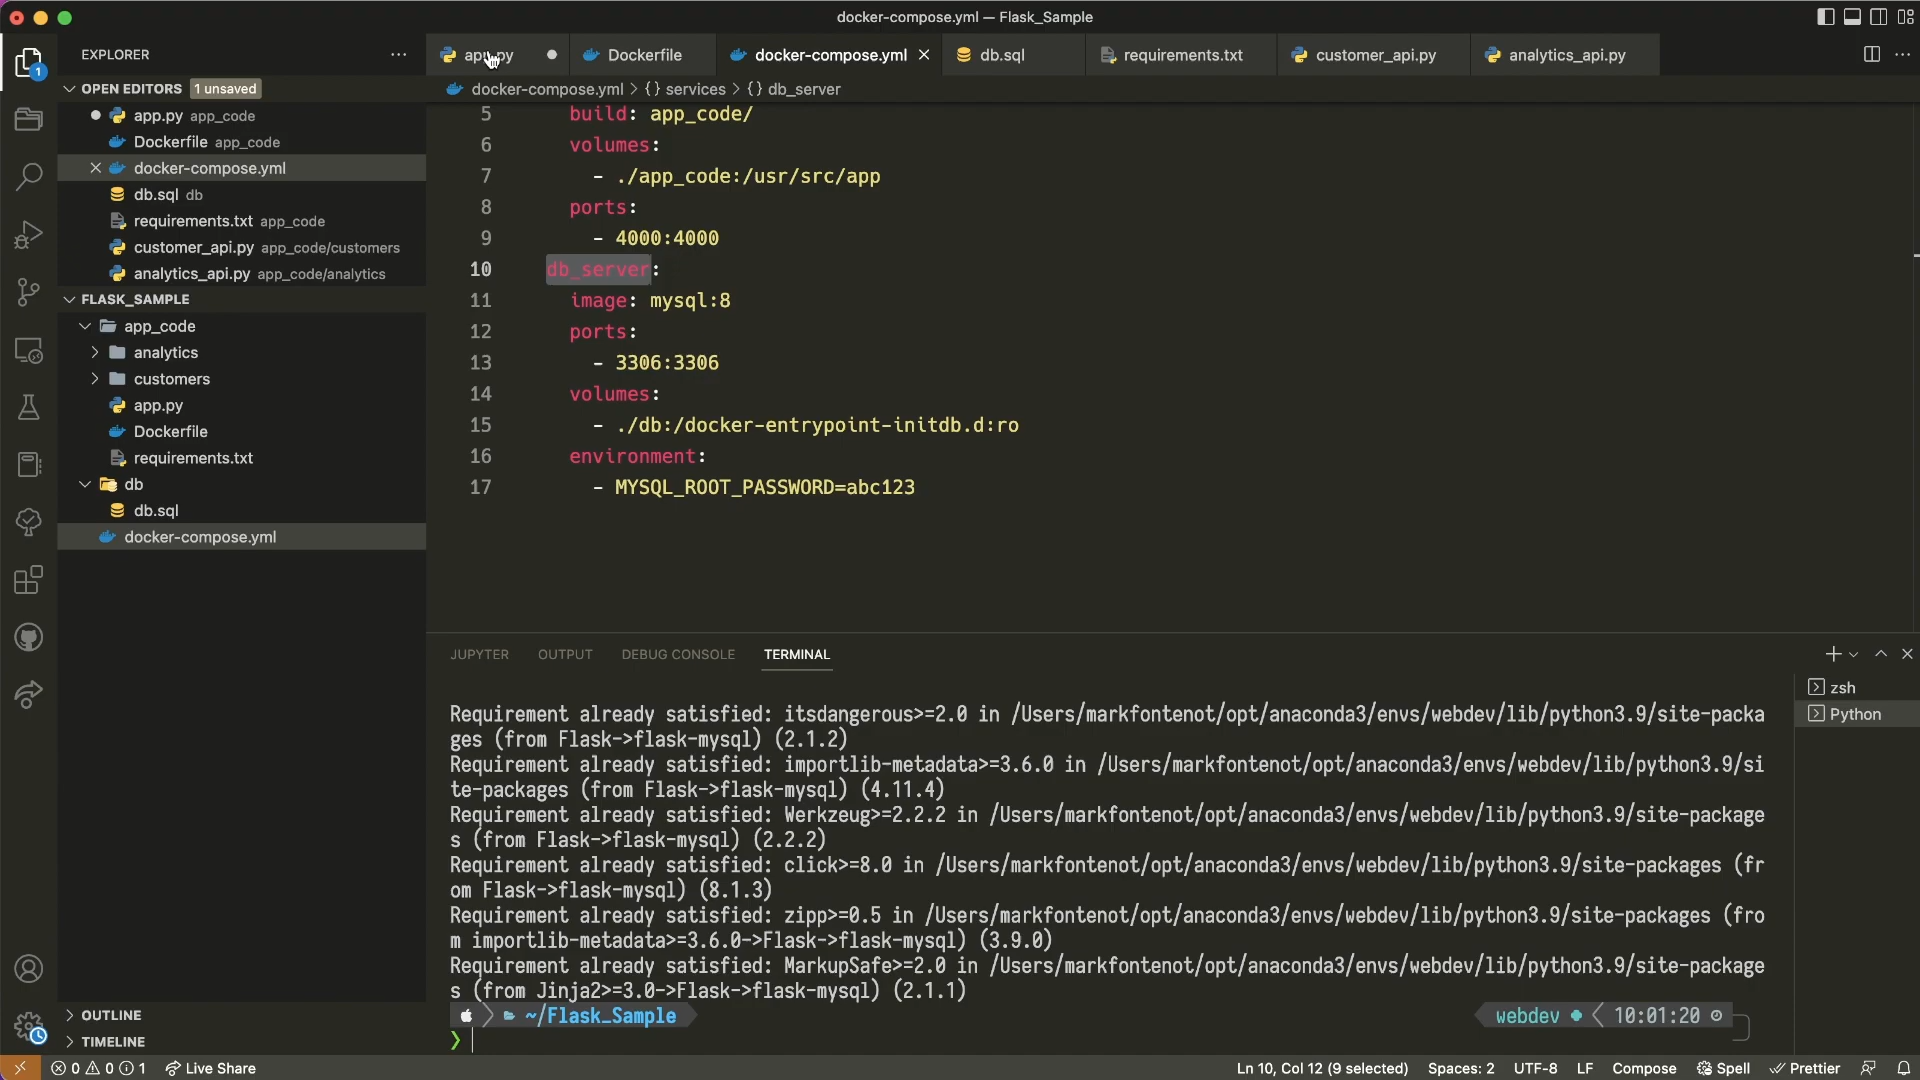 docker-compose.yml — Flask_Sample
EXPLORER
app.py
Dockerfile
docker-compose.yml
db.sql
requirements.txt
customer_api.py
analytics_api.py
1
OPEN EDITORS 1 unsaved
app.py app_code
Dockerfile app_code
docker-compose.yml
db.sql db
requirements.txt app_code
customer_api.py app_code/customers
analytics_api.py app_code/analytics
FLASK_SAMPLE
app_code
analytics
customers
app.py
Dockerfile
requirements.txt
db
db.sql
docker-compose.yml
OUTLINE
TIMELINE
docker-compose.yml > {} services > {} db_server
5 build: app_code/
6 volumes:
7 - ./app_code:/usr/src/app
8 ports:
9 - 4000:4000
10 db_server:
11 image: mysql:8
12 ports:
13 - 3306:3306
14 volumes:
15 - ./db:/docker-entrypoint-initdb.d:ro
16 environment:
17 - MYSQL_ROOT_PASSWORD=abc123
JUPYTER OUTPUT DEBUG CONSOLE TERMINAL
zsh
Python
Requirement already satisfied: itsdangerous>=2.0 in /Users/markfontenot/opt/anaconda3/envs/webdev/lib/python3.9/site-packa
ges (from Flask->flask-mysql) (2.1.2)
Requirement already satisfied: importlib-metadata>=3.6.0 in /Users/markfontenot/opt/anaconda3/envs/webdev/lib/python3.9/si
te-packages (from Flask->flask-mysql) (4.11.4)
Requirement already satisfied: Werkzeug>=2.2.2 in /Users/markfontenot/opt/anaconda3/envs/webdev/lib/python3.9/site-package
s (from Flask->flask-mysql) (2.2.2)
Requirement already satisfied: click>=8.0 in /Users/markfontenot/opt/anaconda3/envs/webdev/lib/python3.9/site-packages (fr
om Flask->flask-mysql) (8.1.3)
Requirement already satisfied: zipp>=0.5 in /Users/markfontenot/opt/anaconda3/envs/webdev/lib/python3.9/site-packages (fro
m importlib-metadata>=3.6.0->Flask->flask-mysql) (3.9.0)
Requirement already satisfied: MarkupSafe>=2.0 in /Users/markfontenot/opt/anaconda3/envs/webdev/lib/python3.9/site-package
s (from Jinja2>=3.0->Flask->flask-mysql) (2.1.1)
~/Flask_Sample
webdev 10:01:20
0 0 1 Live Share
Ln 10, Col 12 (9 selected) Spaces: 2 UTF-8 LF Compose Spell Prettier